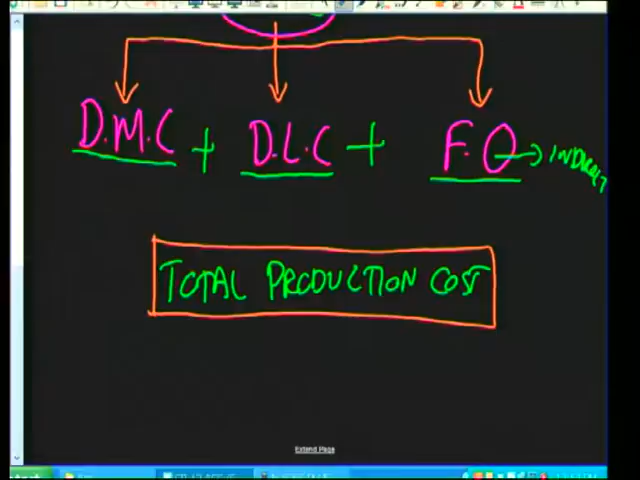 D.M.C + D.L.C + F.O → INDIRECT
TOTAL PRODUCTION COST
Extend Page